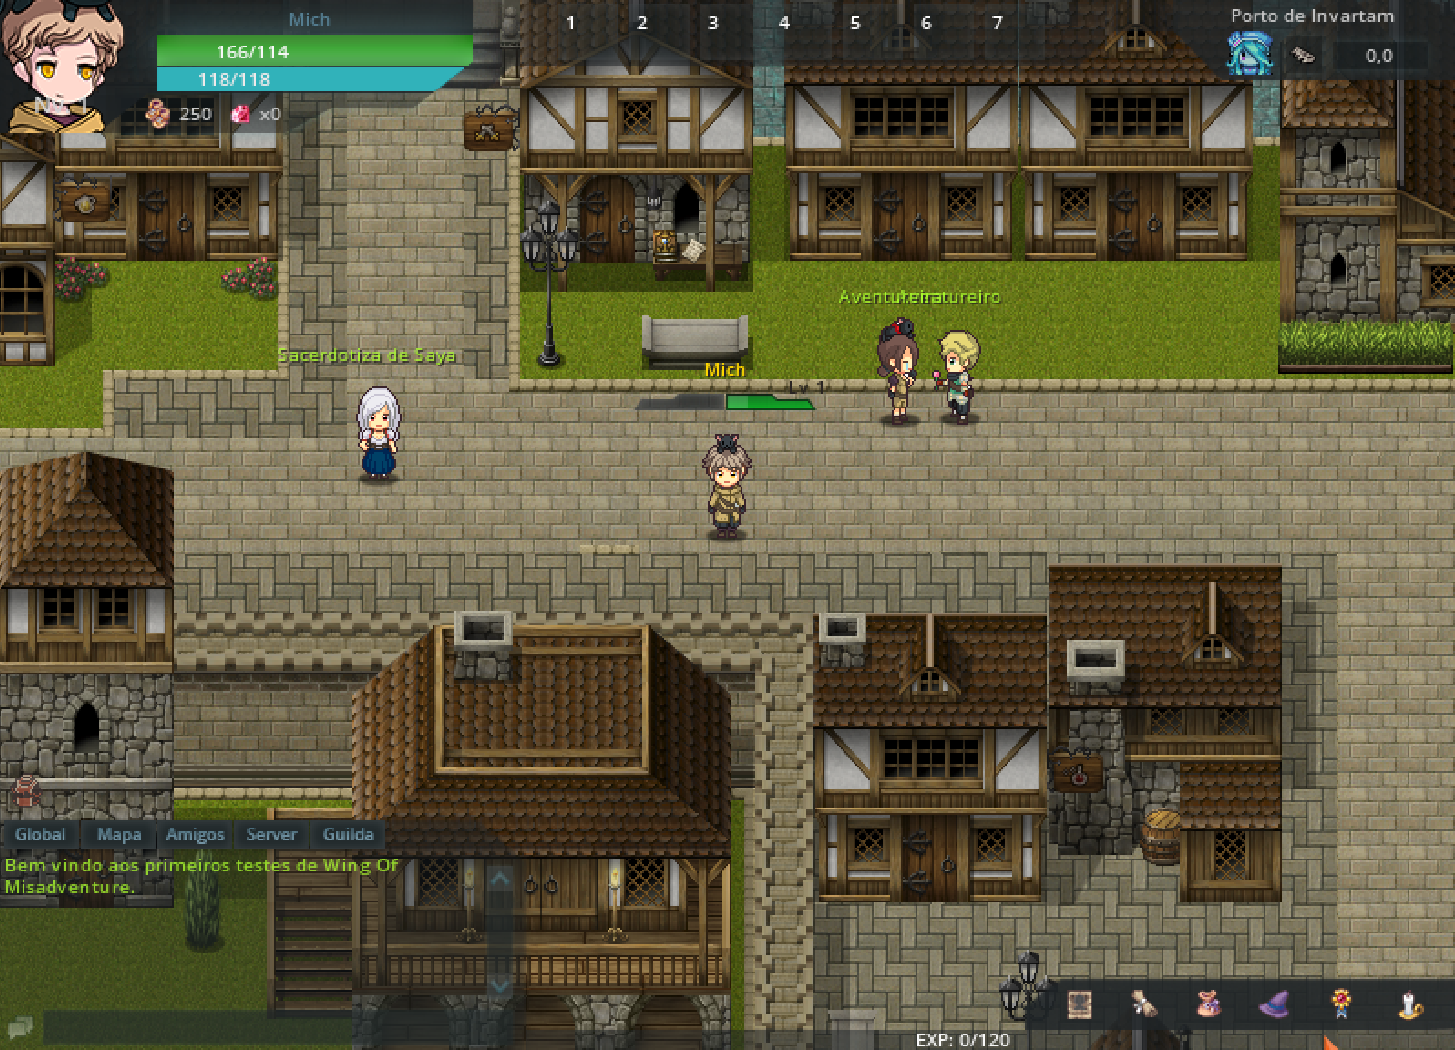 Mich
166/114
118/118
250
x0
1 2 3 4 5 6 7
Porto de Invartam
0,0
Aventureiro
Sacerdotiza de Saya
Mich
Lv 1
Global Mapa Amigos Server Guilda
Bem vindo aos primeiros testes de Wing Of
Misadventure.
EXP: 0/120